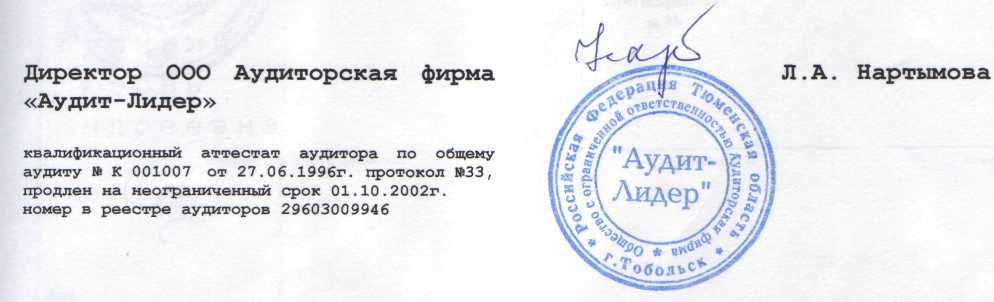 Директор ООО Аудиторская фирма
«Аудит-Лидер»
Л.А. Нартымова
квалификационный аттестат аудитора по общему
аудиту № К 001007 от 27.06.1996г. протокол №33,
продлен на неограниченный срок 01.10.2002г.
номер в реестре аудиторов 29603009946
* Российская Федерация Тюменская область *
г.Тобольск
* Общество с ограниченной ответственностью Аудиторская фирма
"Аудит-
Лидер"